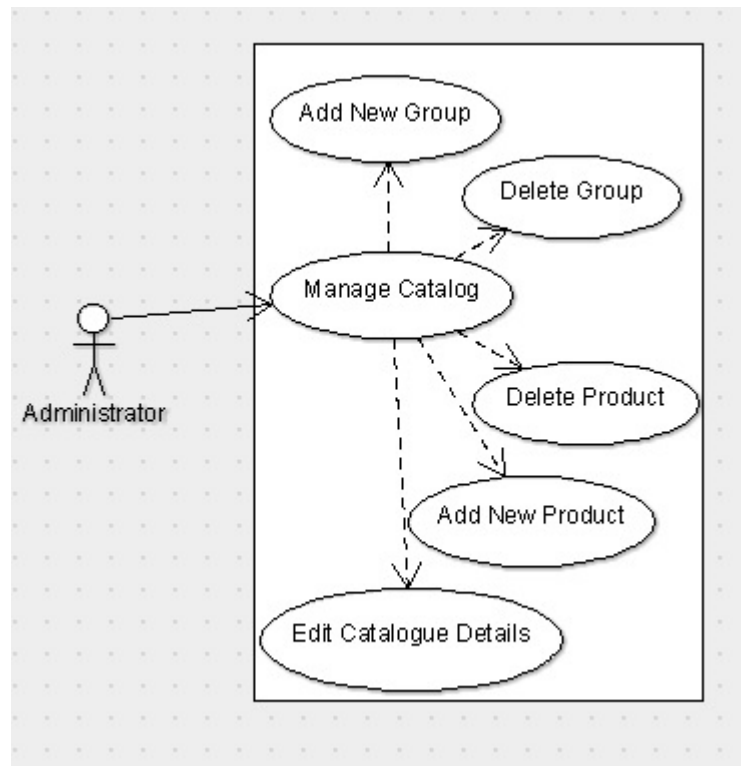 Add New Group
Delete Group
Manage Catalog
Delete Product
Administrator
Add New Product
Edit Catalogue Details